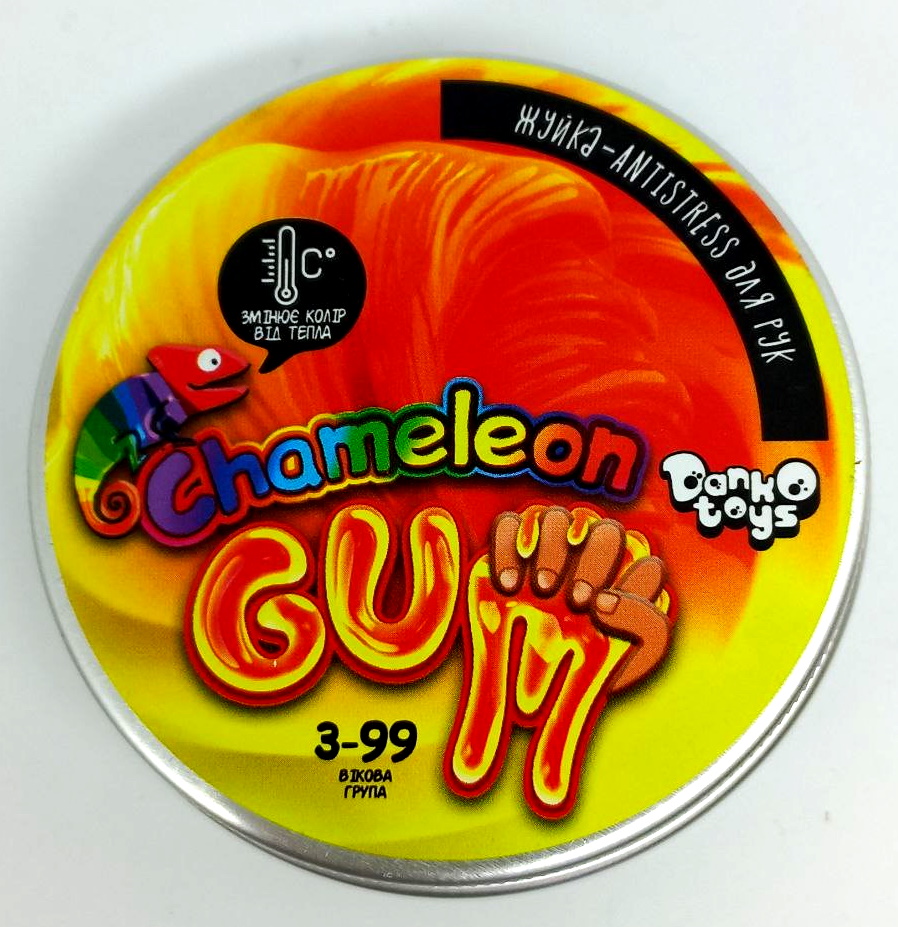 ЖУЙКА-ANTISTRESS ДЛЯ РУК
C°
ЗМІНЮЄ КОЛІР
ВІД ТЕПЛА
Chameleon
GUM
Danko
toys
3-99
ВІКОВА
ГРУПА